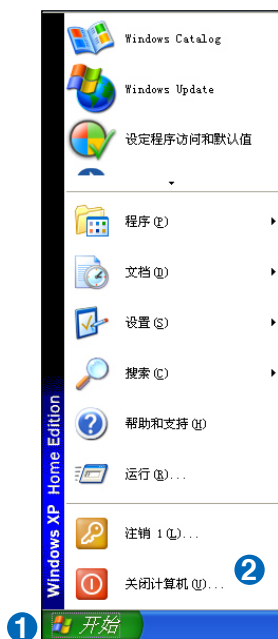 Windows Catalog
Windows Update
设定程序访问和默认值
程序(P)
文档(D)
设置(S)
搜索(C)
帮助和支持(H)
运行(R)...
注销 1(L)...
关闭计算机(U)...
2
Windows XP Home Edition
1
开始